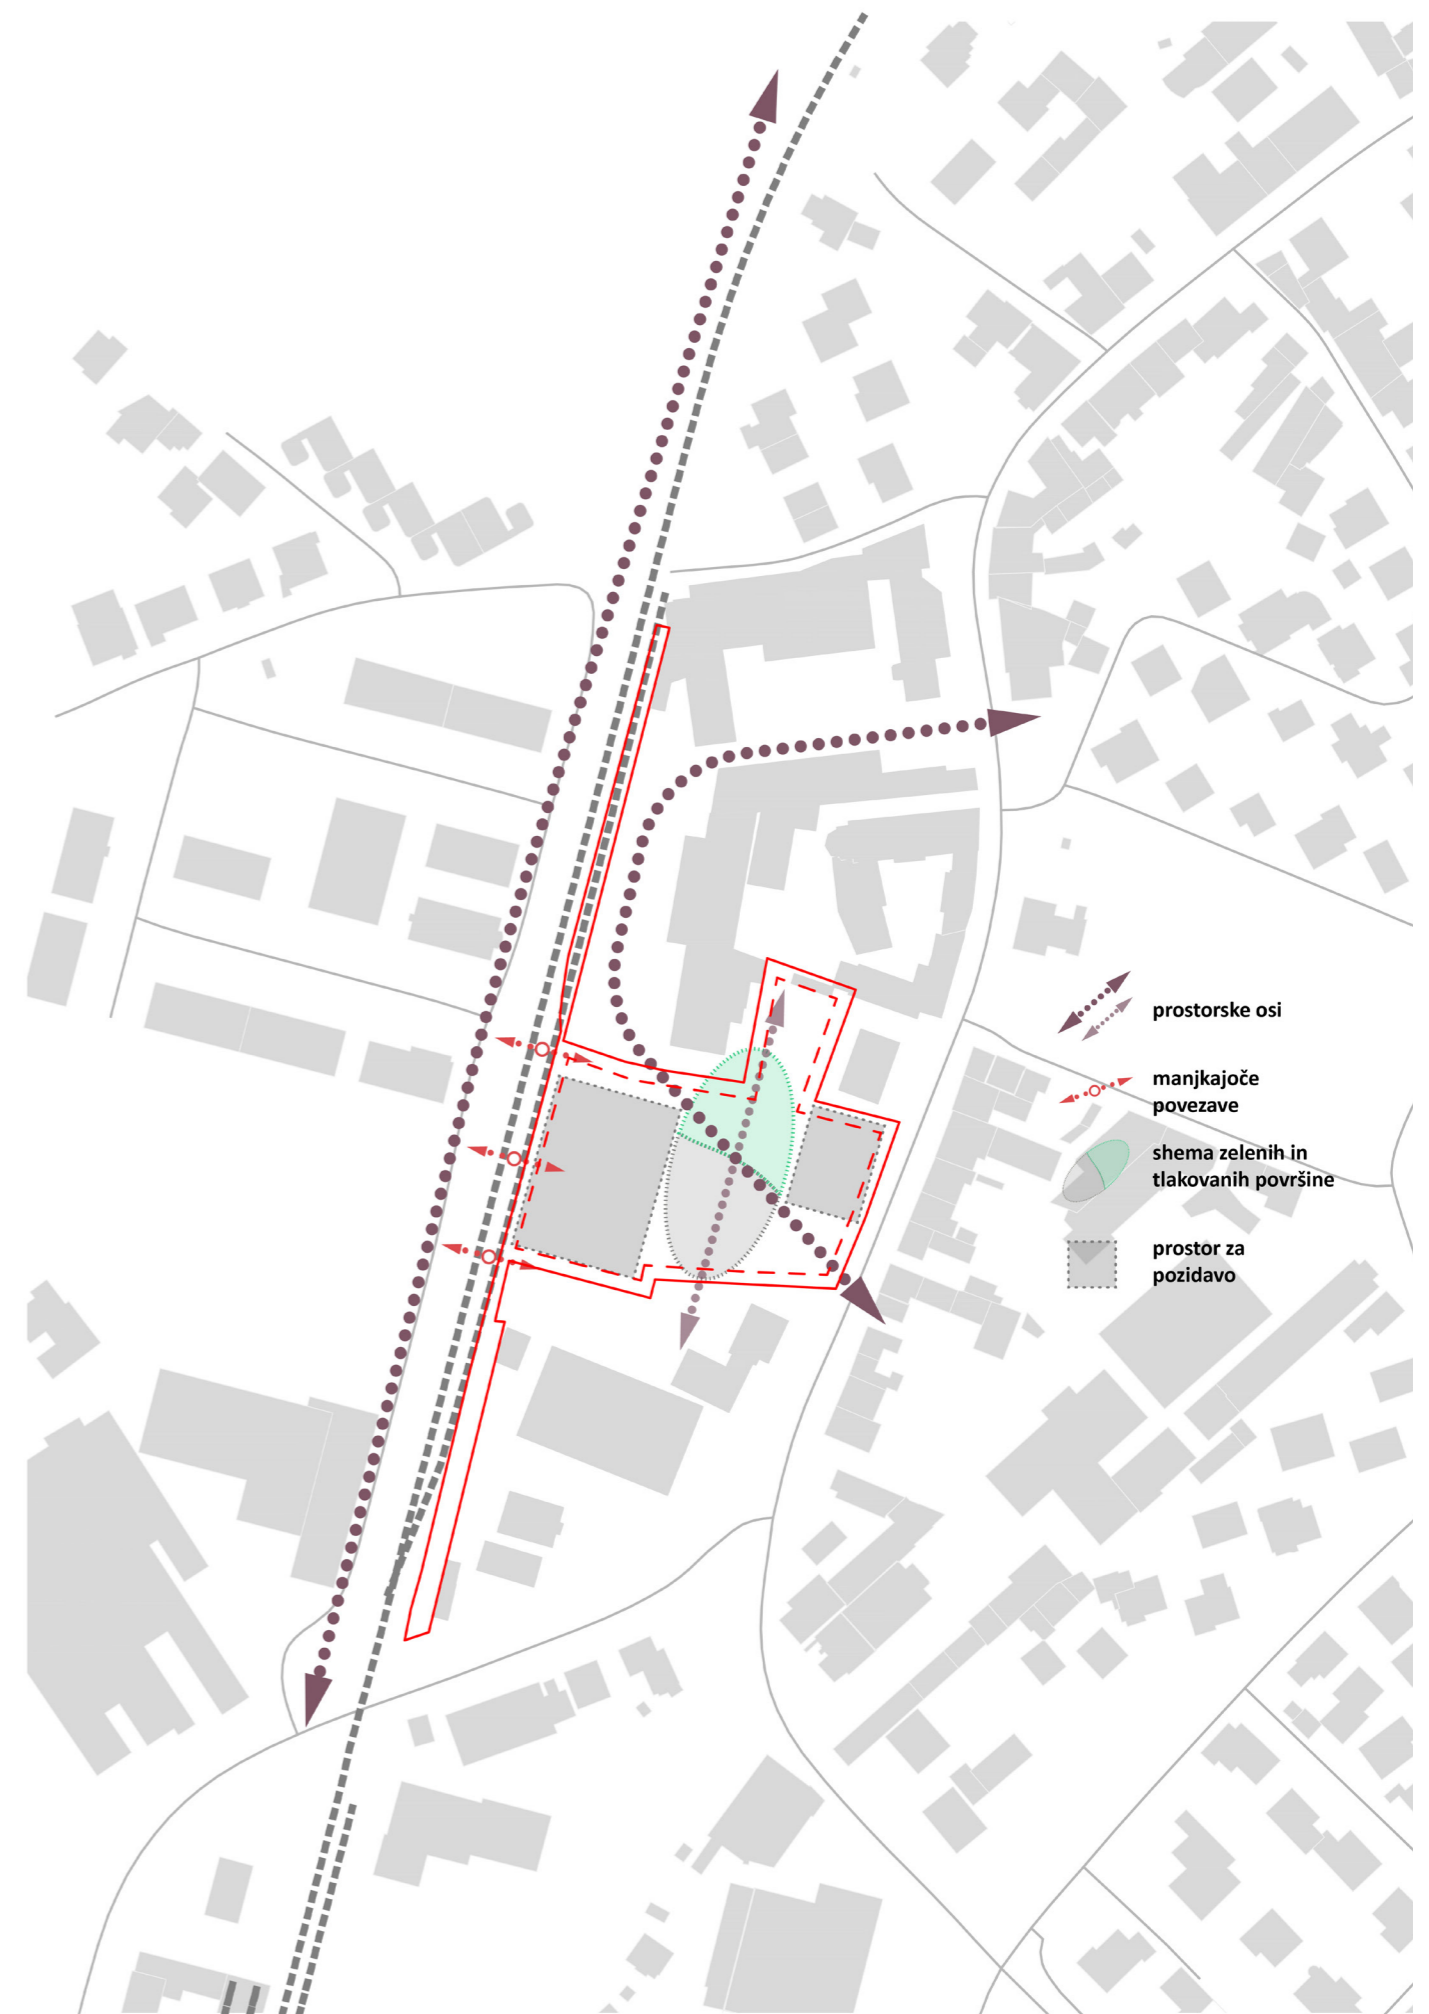 prostorske osi
manjkajoče
povezave
shema zelenih in
tlakovanih površine
prostor za
pozidavo